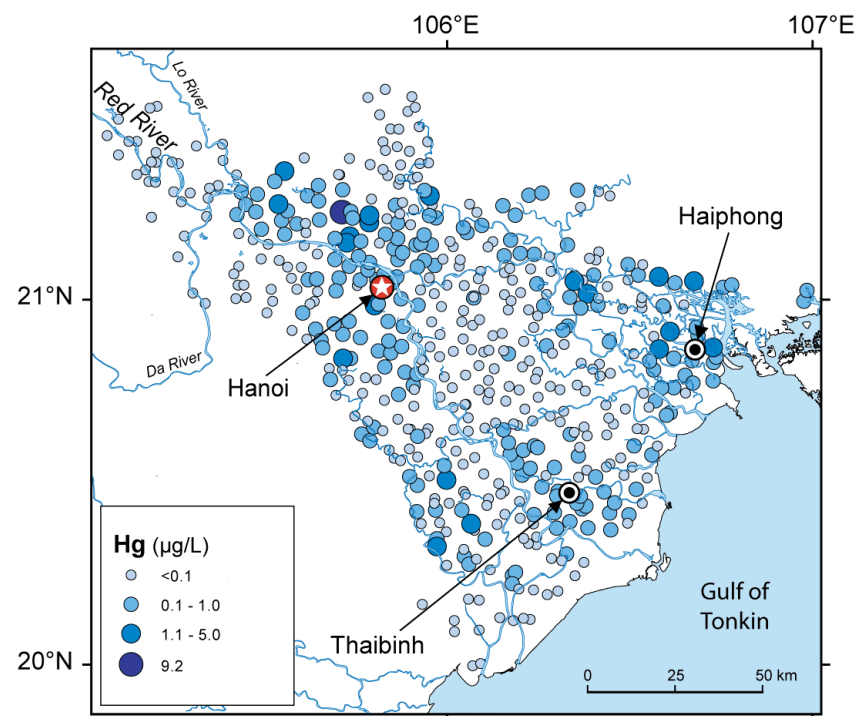 106°E
107°E
Lo River
Red River
Haiphong
21°N
Da River
Hanoi
Hg (µg/L)
<0.1
0.1 - 1.0
1.1 - 5.0
9.2
Gulf of
Tonkin
Thaibinh
20°N
0 25 50 km